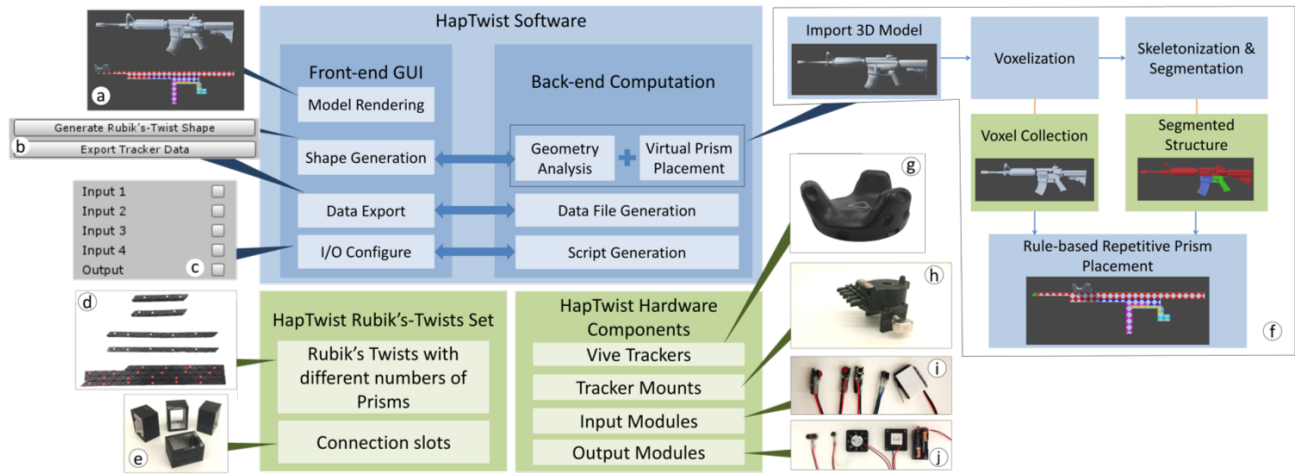 HapTwist Software
Front-end GUI
Model Rendering
Shape Generation
Data Export
I/O Configure
Back-end Computation
Geometry
Analysis
Virtual Prism
Placement
Data File Generation
Script Generation
a
Generate Rubik's-Twist Shape
b
Export Tracker Data
Input 1
Input 2
Input 3
Input 4
Output
c
d
e
HapTwist Rubik's-Twists Set
Rubik's Twists with
different numbers of
Prisms
Connection slots
HapTwist Hardware
Components
Vive Trackers
Tracker Mounts
Input Modules
Output Modules
g
h
i
j
Import 3D Model
Voxelization
Skeletonization &
Segmentation
Voxel Collection
Segmented
Structure
Rule-based Repetitive Prism
Placement
f